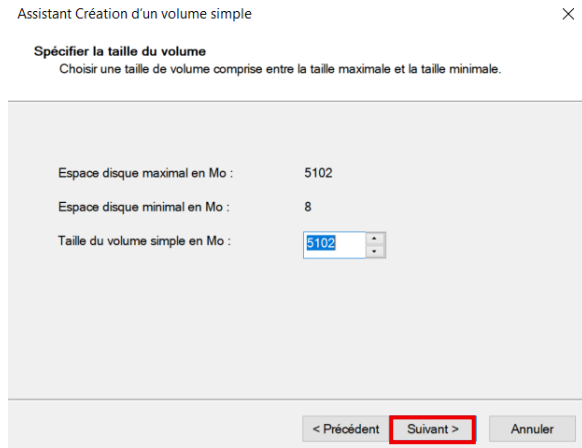 Assistant Création d'un volume simple
Spécifier la taille du volume
Choisir une taille de volume comprise entre la taille maximale et la taille minimale.
Espace disque maximal en Mo : 5102
Espace disque minimal en Mo : 8
Taille du volume simple en Mo : 5102
< Précédent Suivant > Annuler